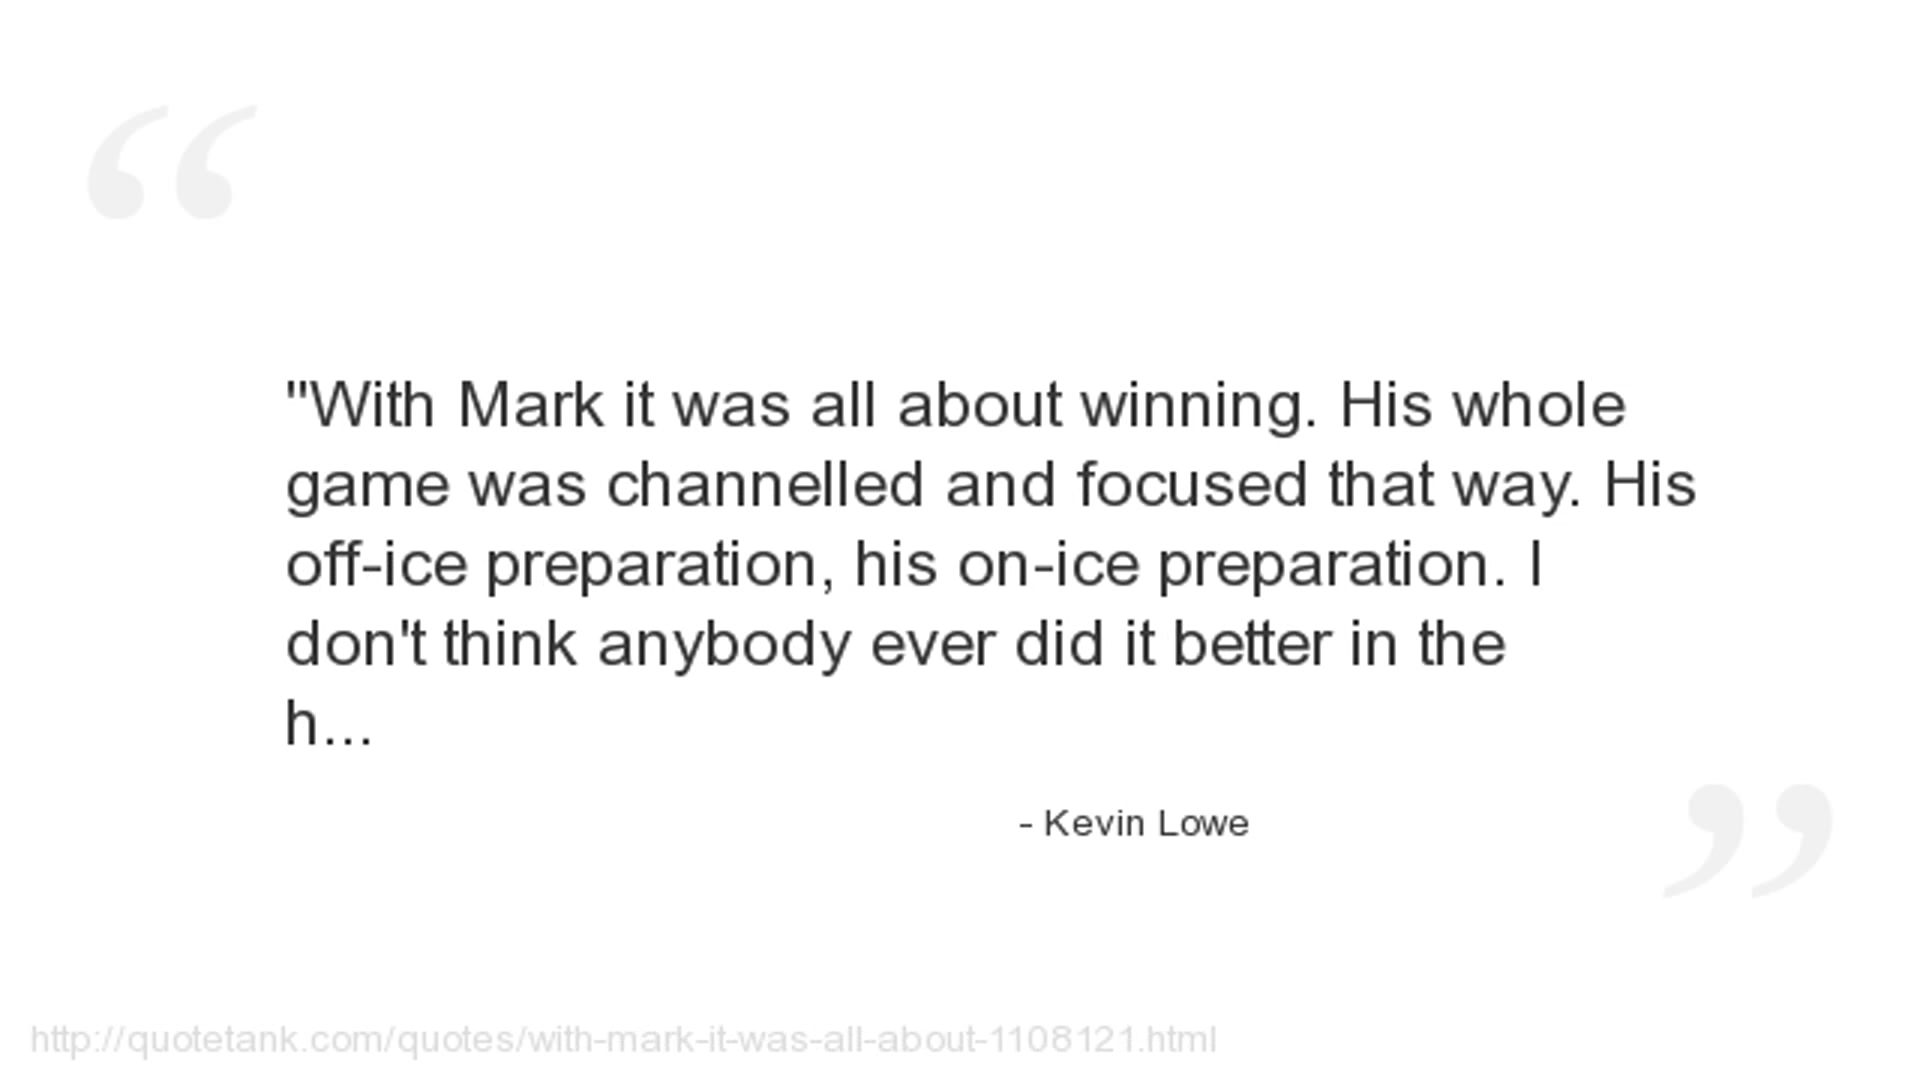 "With Mark it was all about winning. His whole
game was channelled and focused that way. His
off-ice preparation, his on-ice preparation. I
don't think anybody ever did it better in the
h...
- Kevin Lowe
http://quotetank.com/quotes/with-mark-it-was-all-about-1108121.html